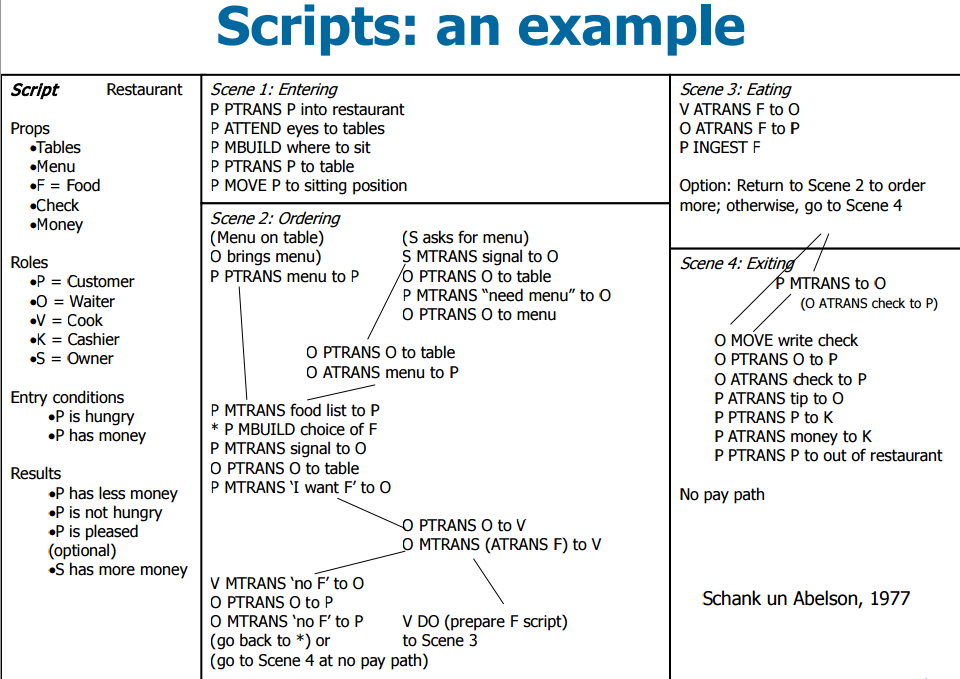 Scripts: an example
Script Restaurant
Props
•Tables
•Menu
•F = Food
•Check
•Money
Roles
•P = Customer
•O = Waiter
•V = Cook
•K = Cashier
•S = Owner
Entry conditions
•P is hungry
•P has money
Results
•P has less money
•P is not hungry
•P is pleased
(optional)
•S has more money
Scene 1: Entering
P PTRANS P into restaurant
P ATTEND eyes to tables
P MBUILD where to sit
P PTRANS P to table
P MOVE P to sitting position
Scene 2: Ordering
(Menu on table)
O brings menu)
P PTRANS menu to P
(S asks for menu)
S MTRANS signal to O
O PTRANS O to table
P MTRANS “need menu” to O
O PTRANS O to menu
O PTRANS O to table
O ATRANS menu to P
P MTRANS food list to P
* P MBUILD choice of F
P MTRANS signal to O
O PTRANS O to table
P MTRANS ‘I want F’ to O
O PTRANS O to V
O MTRANS (ATRANS F) to V
V MTRANS ‘no F’ to O
O PTRANS O to P
O MTRANS ‘no F’ to P
(go back to *) or
(go to Scene 4 at no pay path)
V DO (prepare F script)
to Scene 3
Scene 3: Eating
V ATRANS F to O
O ATRANS F to P
P INGEST F
Option: Return to Scene 2 to order
more; otherwise, go to Scene 4
Scene 4: Exiting
P MTRANS to O
(O ATRANS check to P)
O MOVE write check
O PTRANS O to P
O ATRANS check to P
P ATRANS tip to O
P PTRANS P to K
P ATRANS money to K
P PTRANS P to out of restaurant
No pay path
Schank un Abelson, 1977